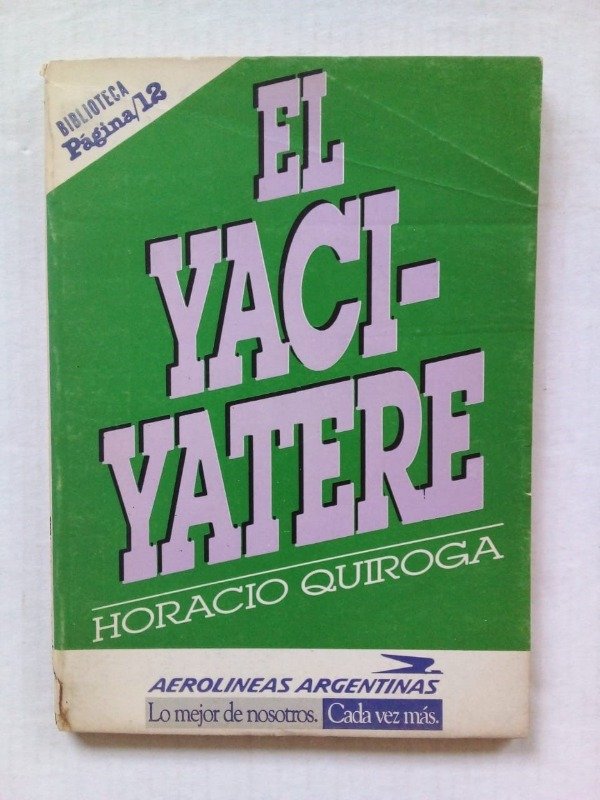 BIBLIOTECA
Página/12
EL
YACI-
YATERE
HORACIO QUIROGA
AEROLINEAS ARGENTINAS
Lo mejor de nosotros. Cada vez más.